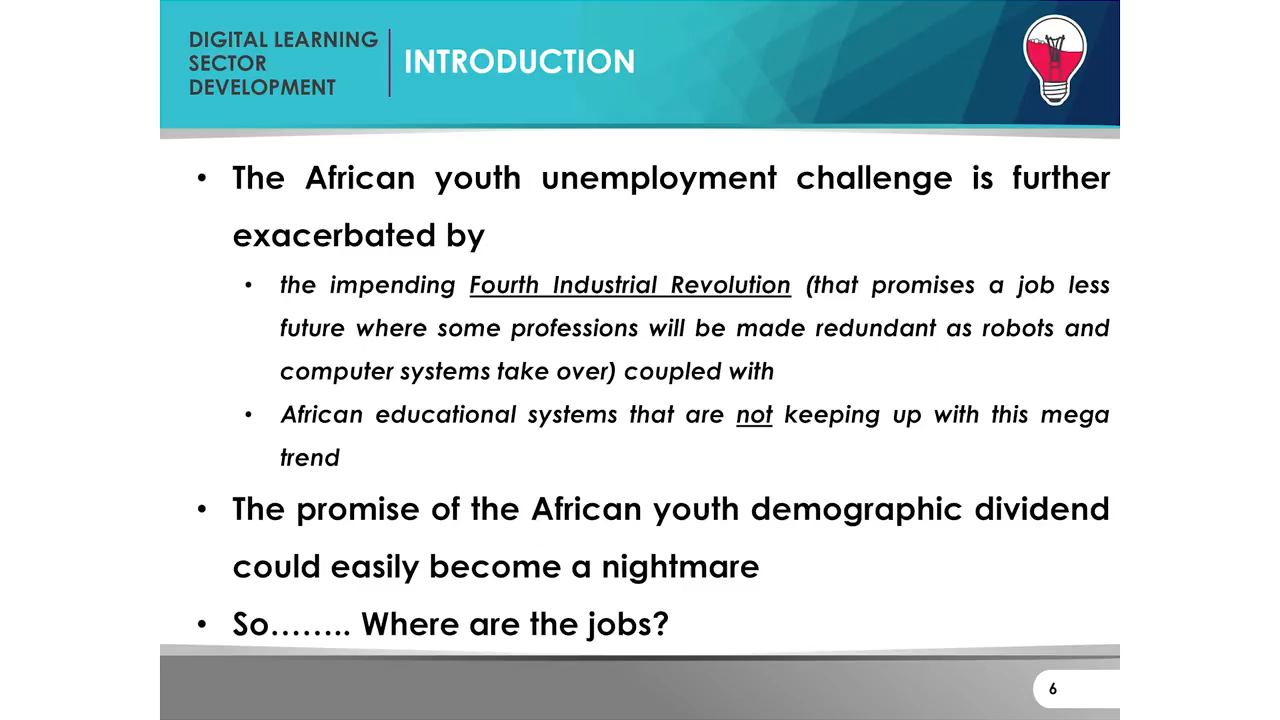 DIGITAL LEARNING
SECTOR
DEVELOPMENT
INTRODUCTION
• The African youth unemployment challenge is further
exacerbated by
• the impending Fourth Industrial Revolution (that promises a job less
future where some professions will be made redundant as robots and
computer systems take over) coupled with
• African educational systems that are not keeping up with this mega
trend
• The promise of the African youth demographic dividend
could easily become a nightmare
• So…….. Where are the jobs?
6